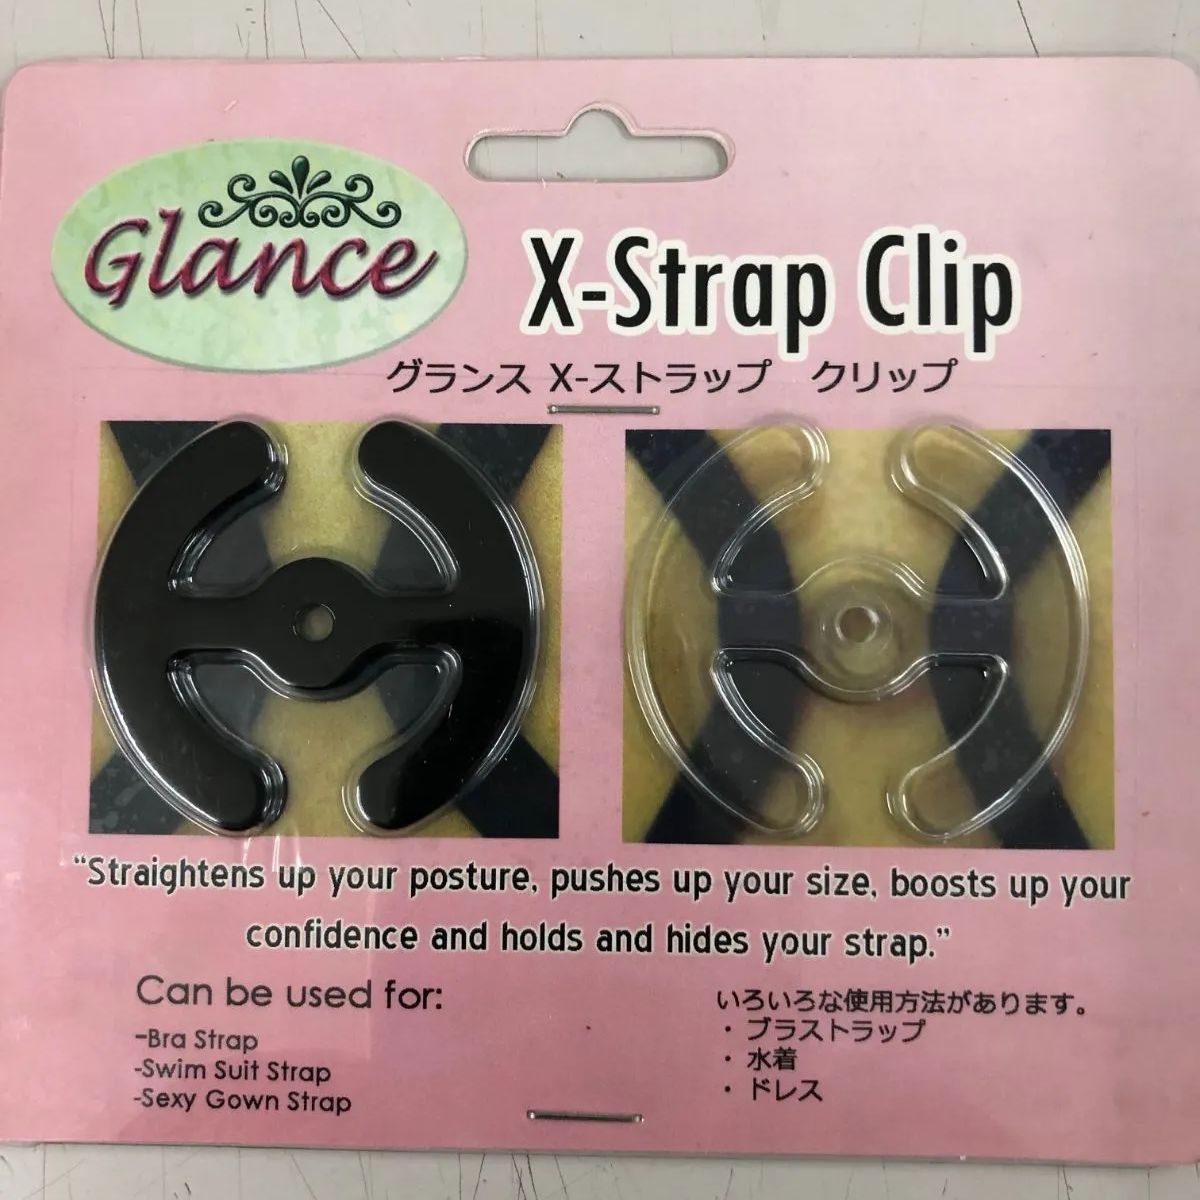 Glance
X-Strap Clip
グランス X-ストラップ　クリップ
“Straightens up your posture, pushes up your size, boosts up your
confidence and holds and hides your strap.”
Can be used for:
-Bra Strap
-Swim Suit Strap
-Sexy Gown Strap
いろいろな使用方法があります。
・ ブラストラップ
・ 水着
・ ドレス